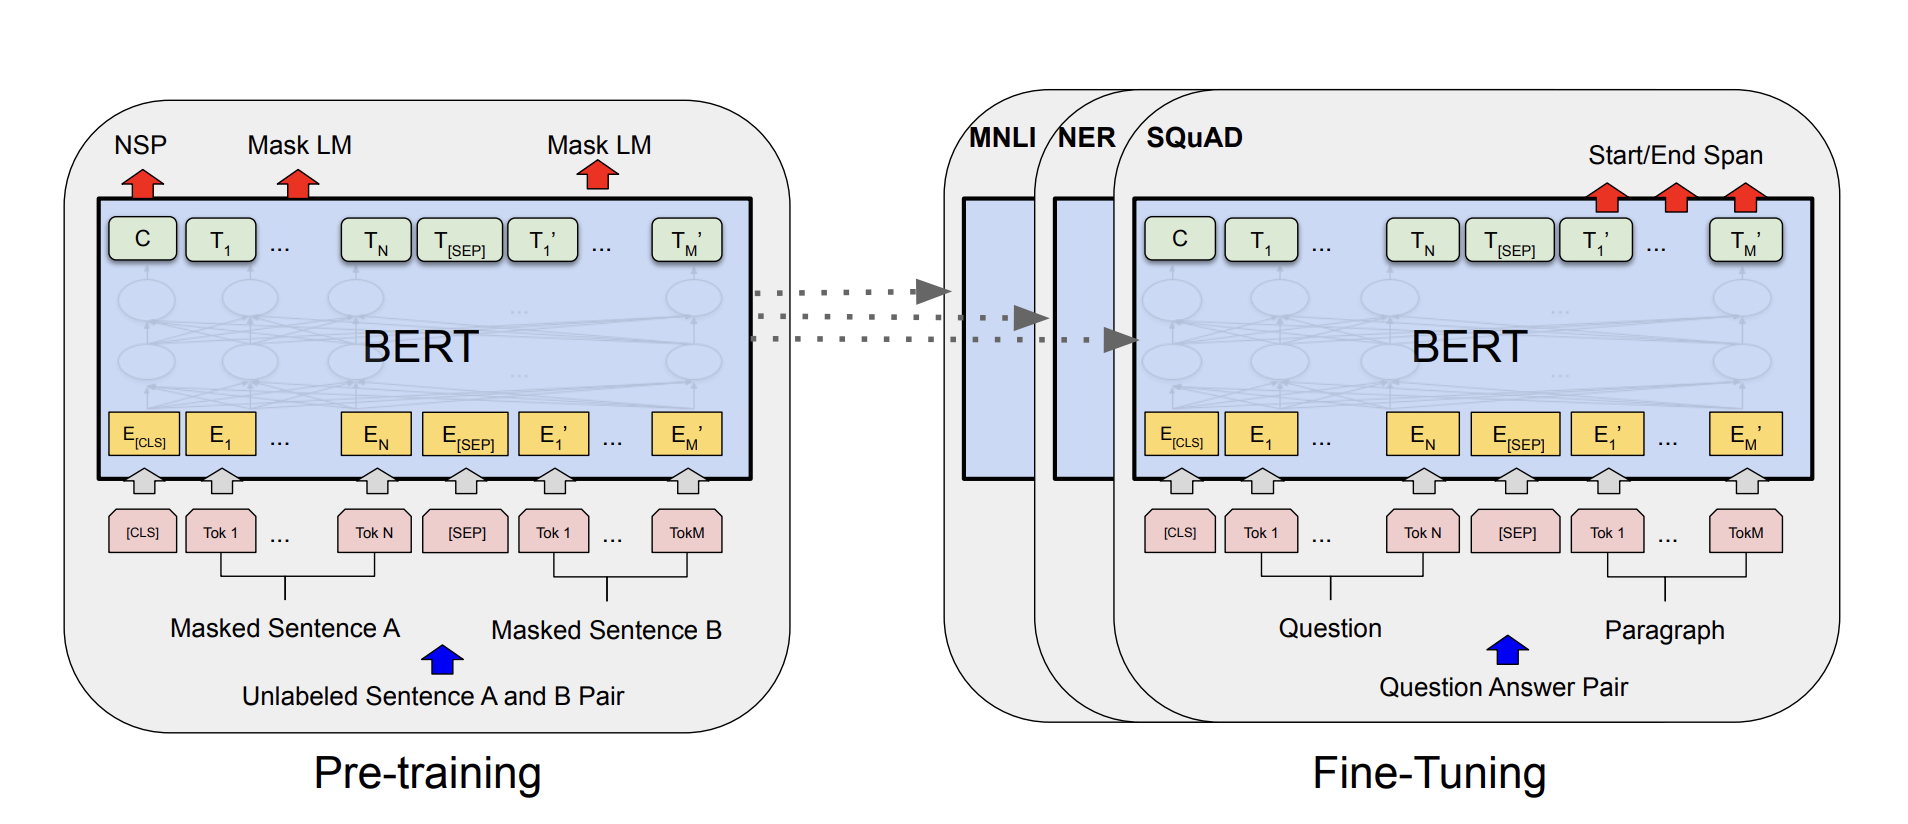 NSP Mask LM Mask LM
C T1 ... TN T[SEP] T1’ ... TM’
...
BERT
...
E[CLS] E1 ... EN E[SEP] E1’ ... EM’
[CLS] Tok 1 ... Tok N [SEP] Tok 1 ... TokM
Masked Sentence A Masked Sentence B
Unlabeled Sentence A and B Pair
Pre-training
MNLI NER SQuAD
Start/End Span
C T1 ... TN T[SEP] T1’ ... TM’
...
BERT
...
E[CLS] E1 ... EN E[SEP] E1’ ... EM’
[CLS] Tok 1 ... Tok N [SEP] Tok 1 ... TokM
Question Paragraph
Question Answer Pair
Fine-Tuning